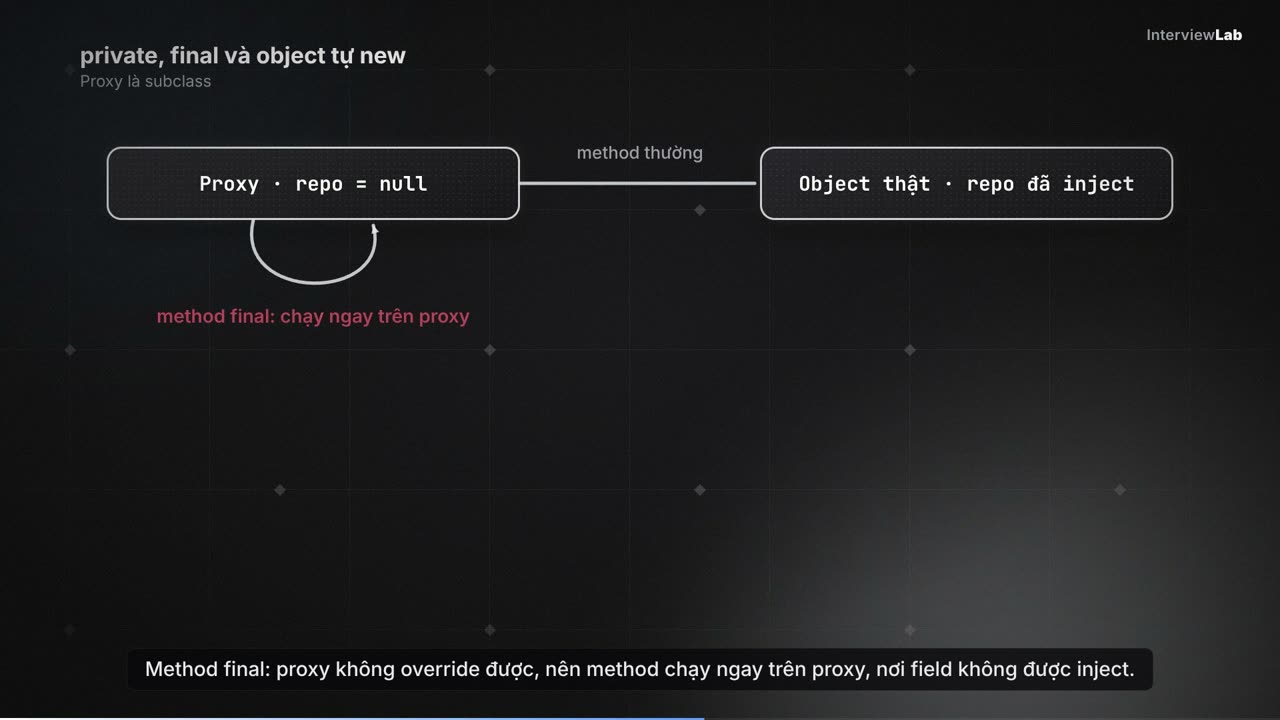 private, final và object tự new
InterviewLab
Proxy là subclass
method thường
Proxy · repo = null
Object thật · repo đã inject
method final: chạy ngay trên proxy
Method final: proxy không override được, nên method chạy ngay trên proxy, nơi field không được inject.